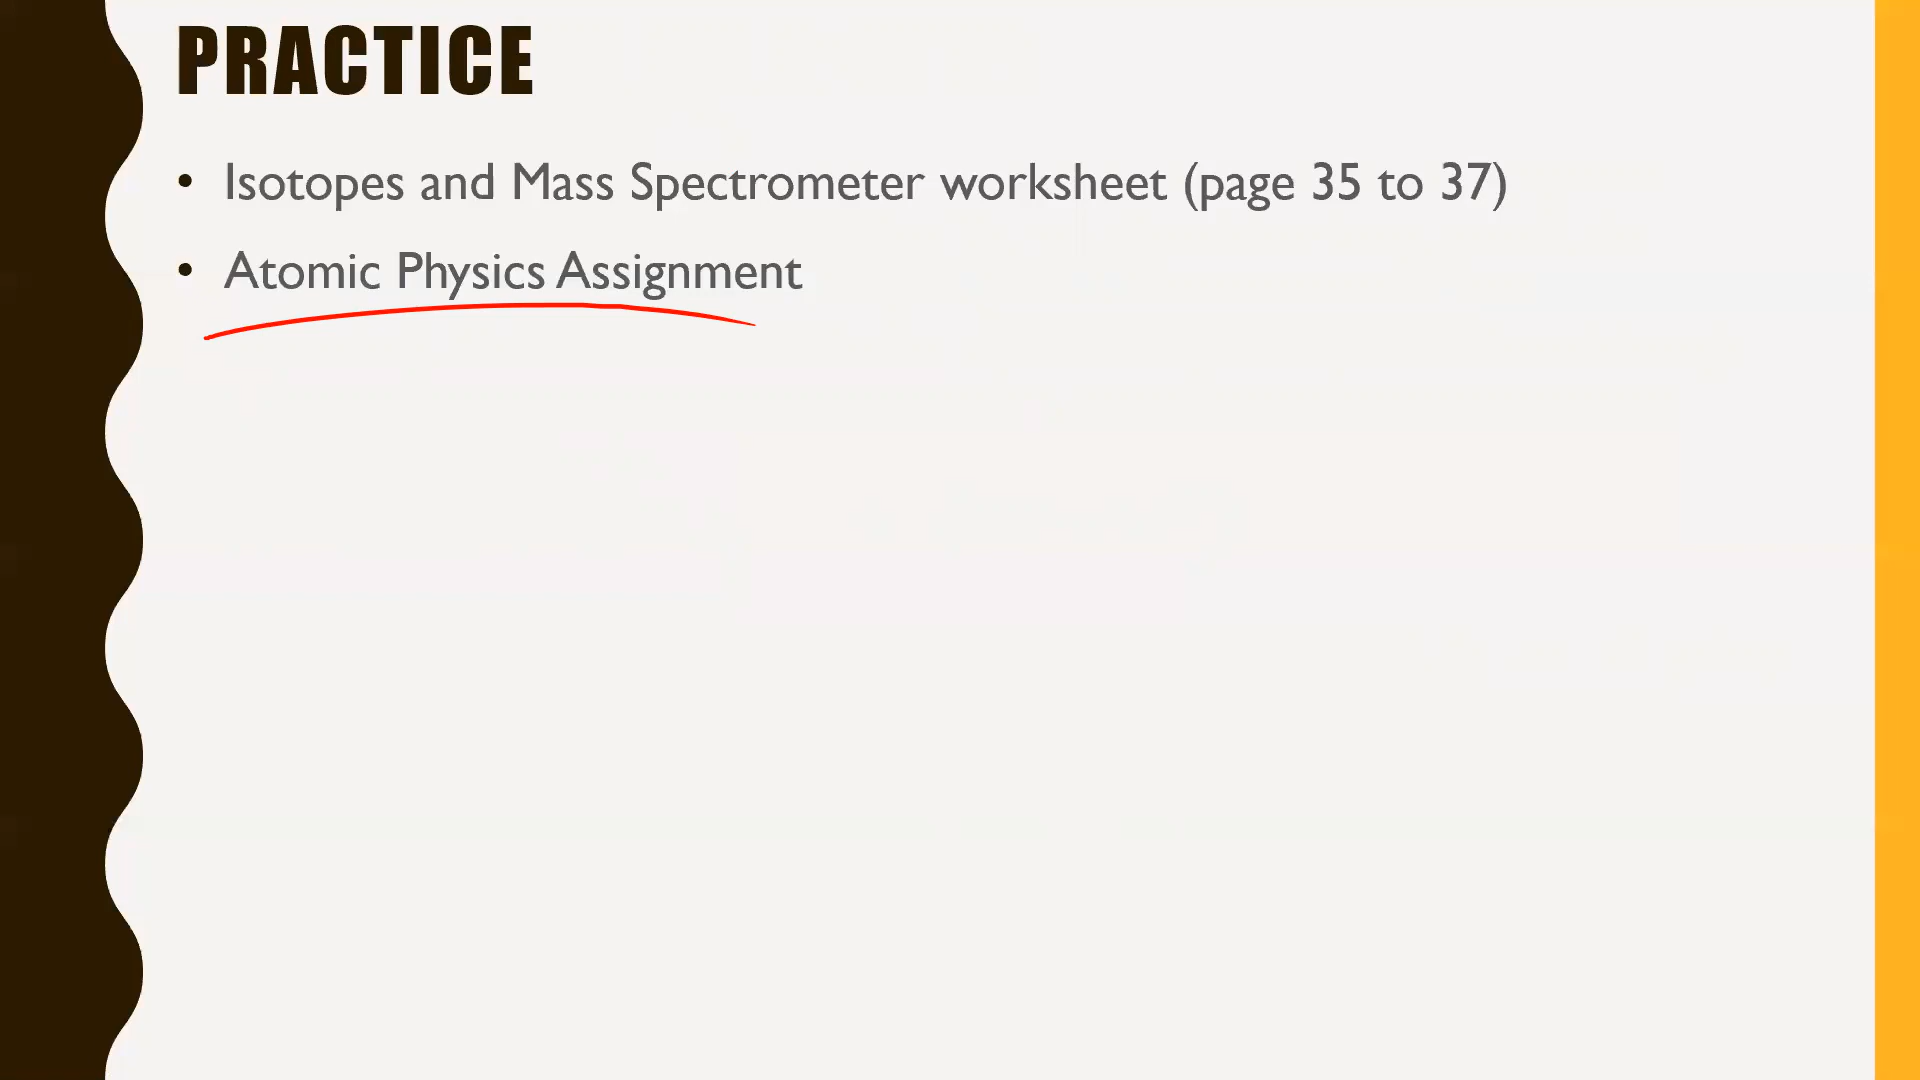 PRACTICE
• Isotopes and Mass Spectrometer worksheet (page 35 to 37)
• Atomic Physics Assignment